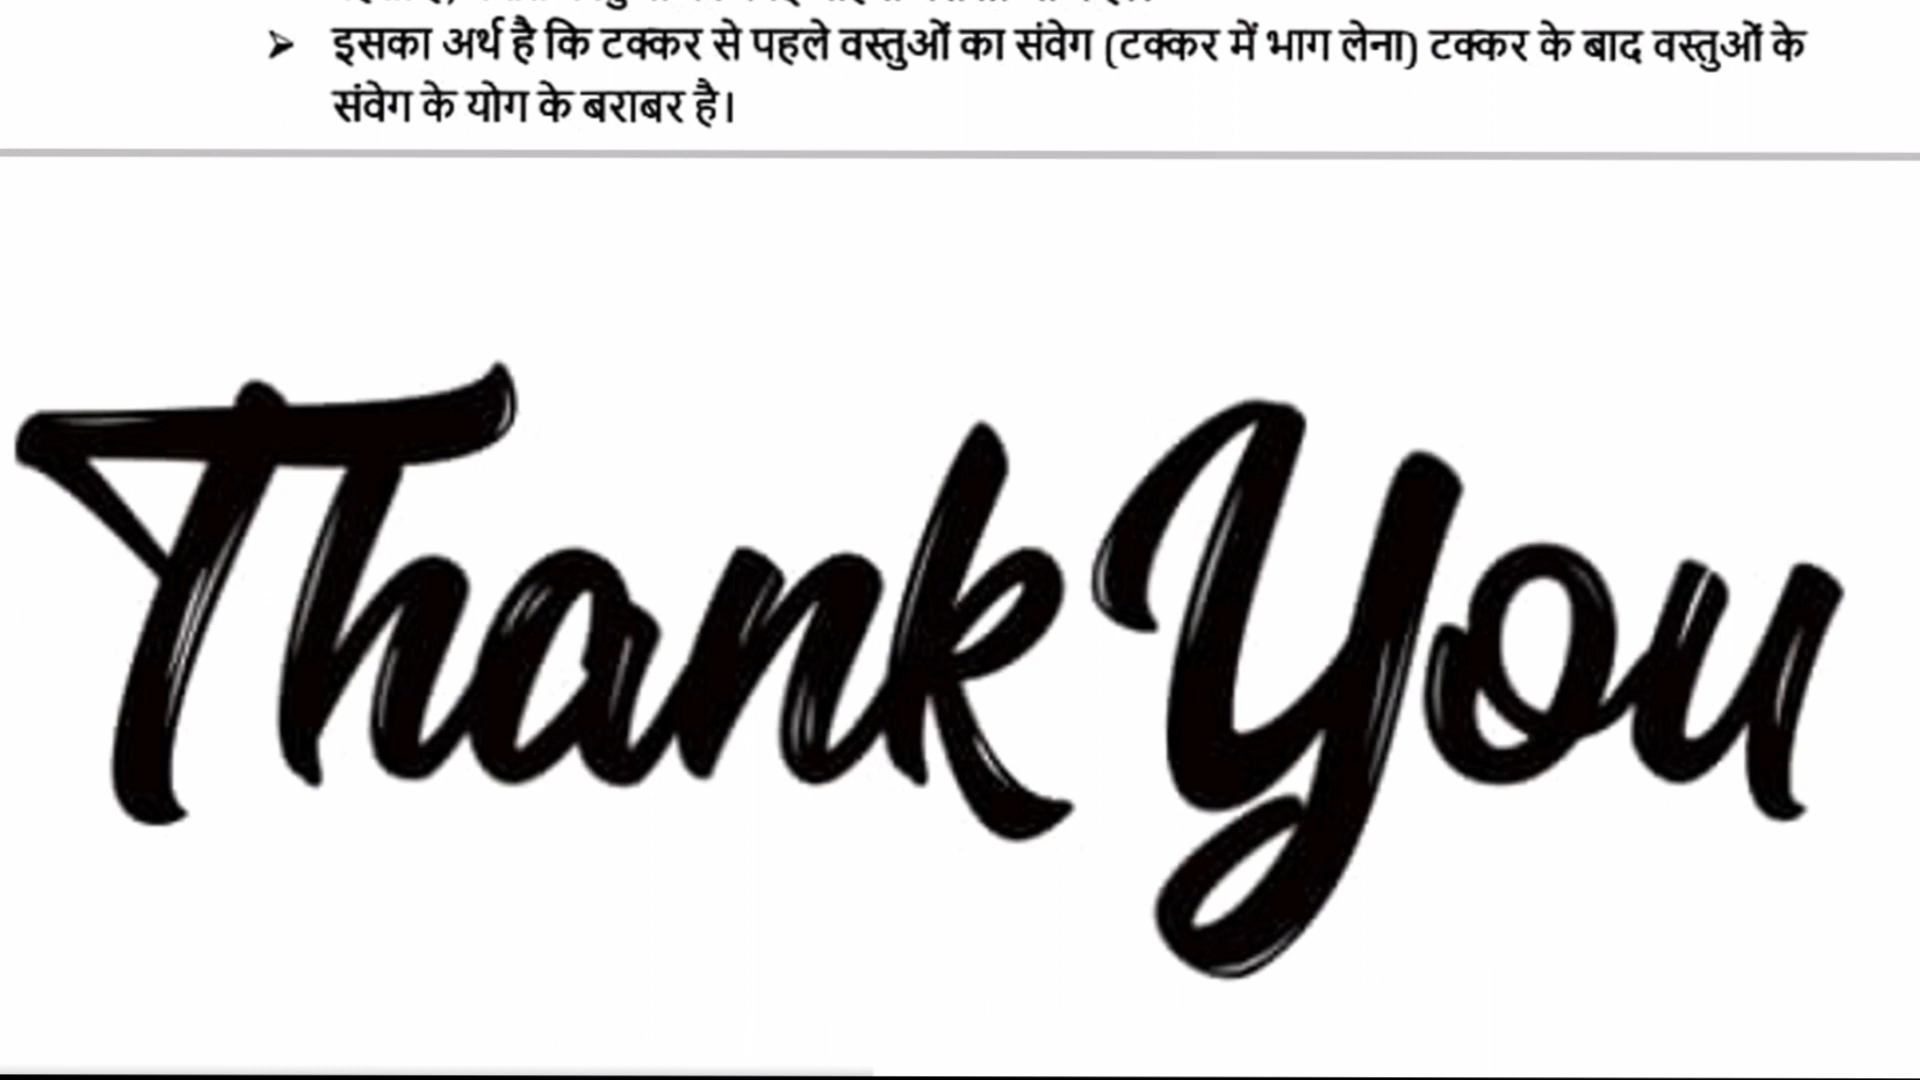 ➢ इसका अर्थ है कि टक्कर से पहले वस्तुओं का संवेग (टक्कर में भाग लेना) टक्कर के बाद वस्तुओं के
संवेग के योग के बराबर है।
Thank You